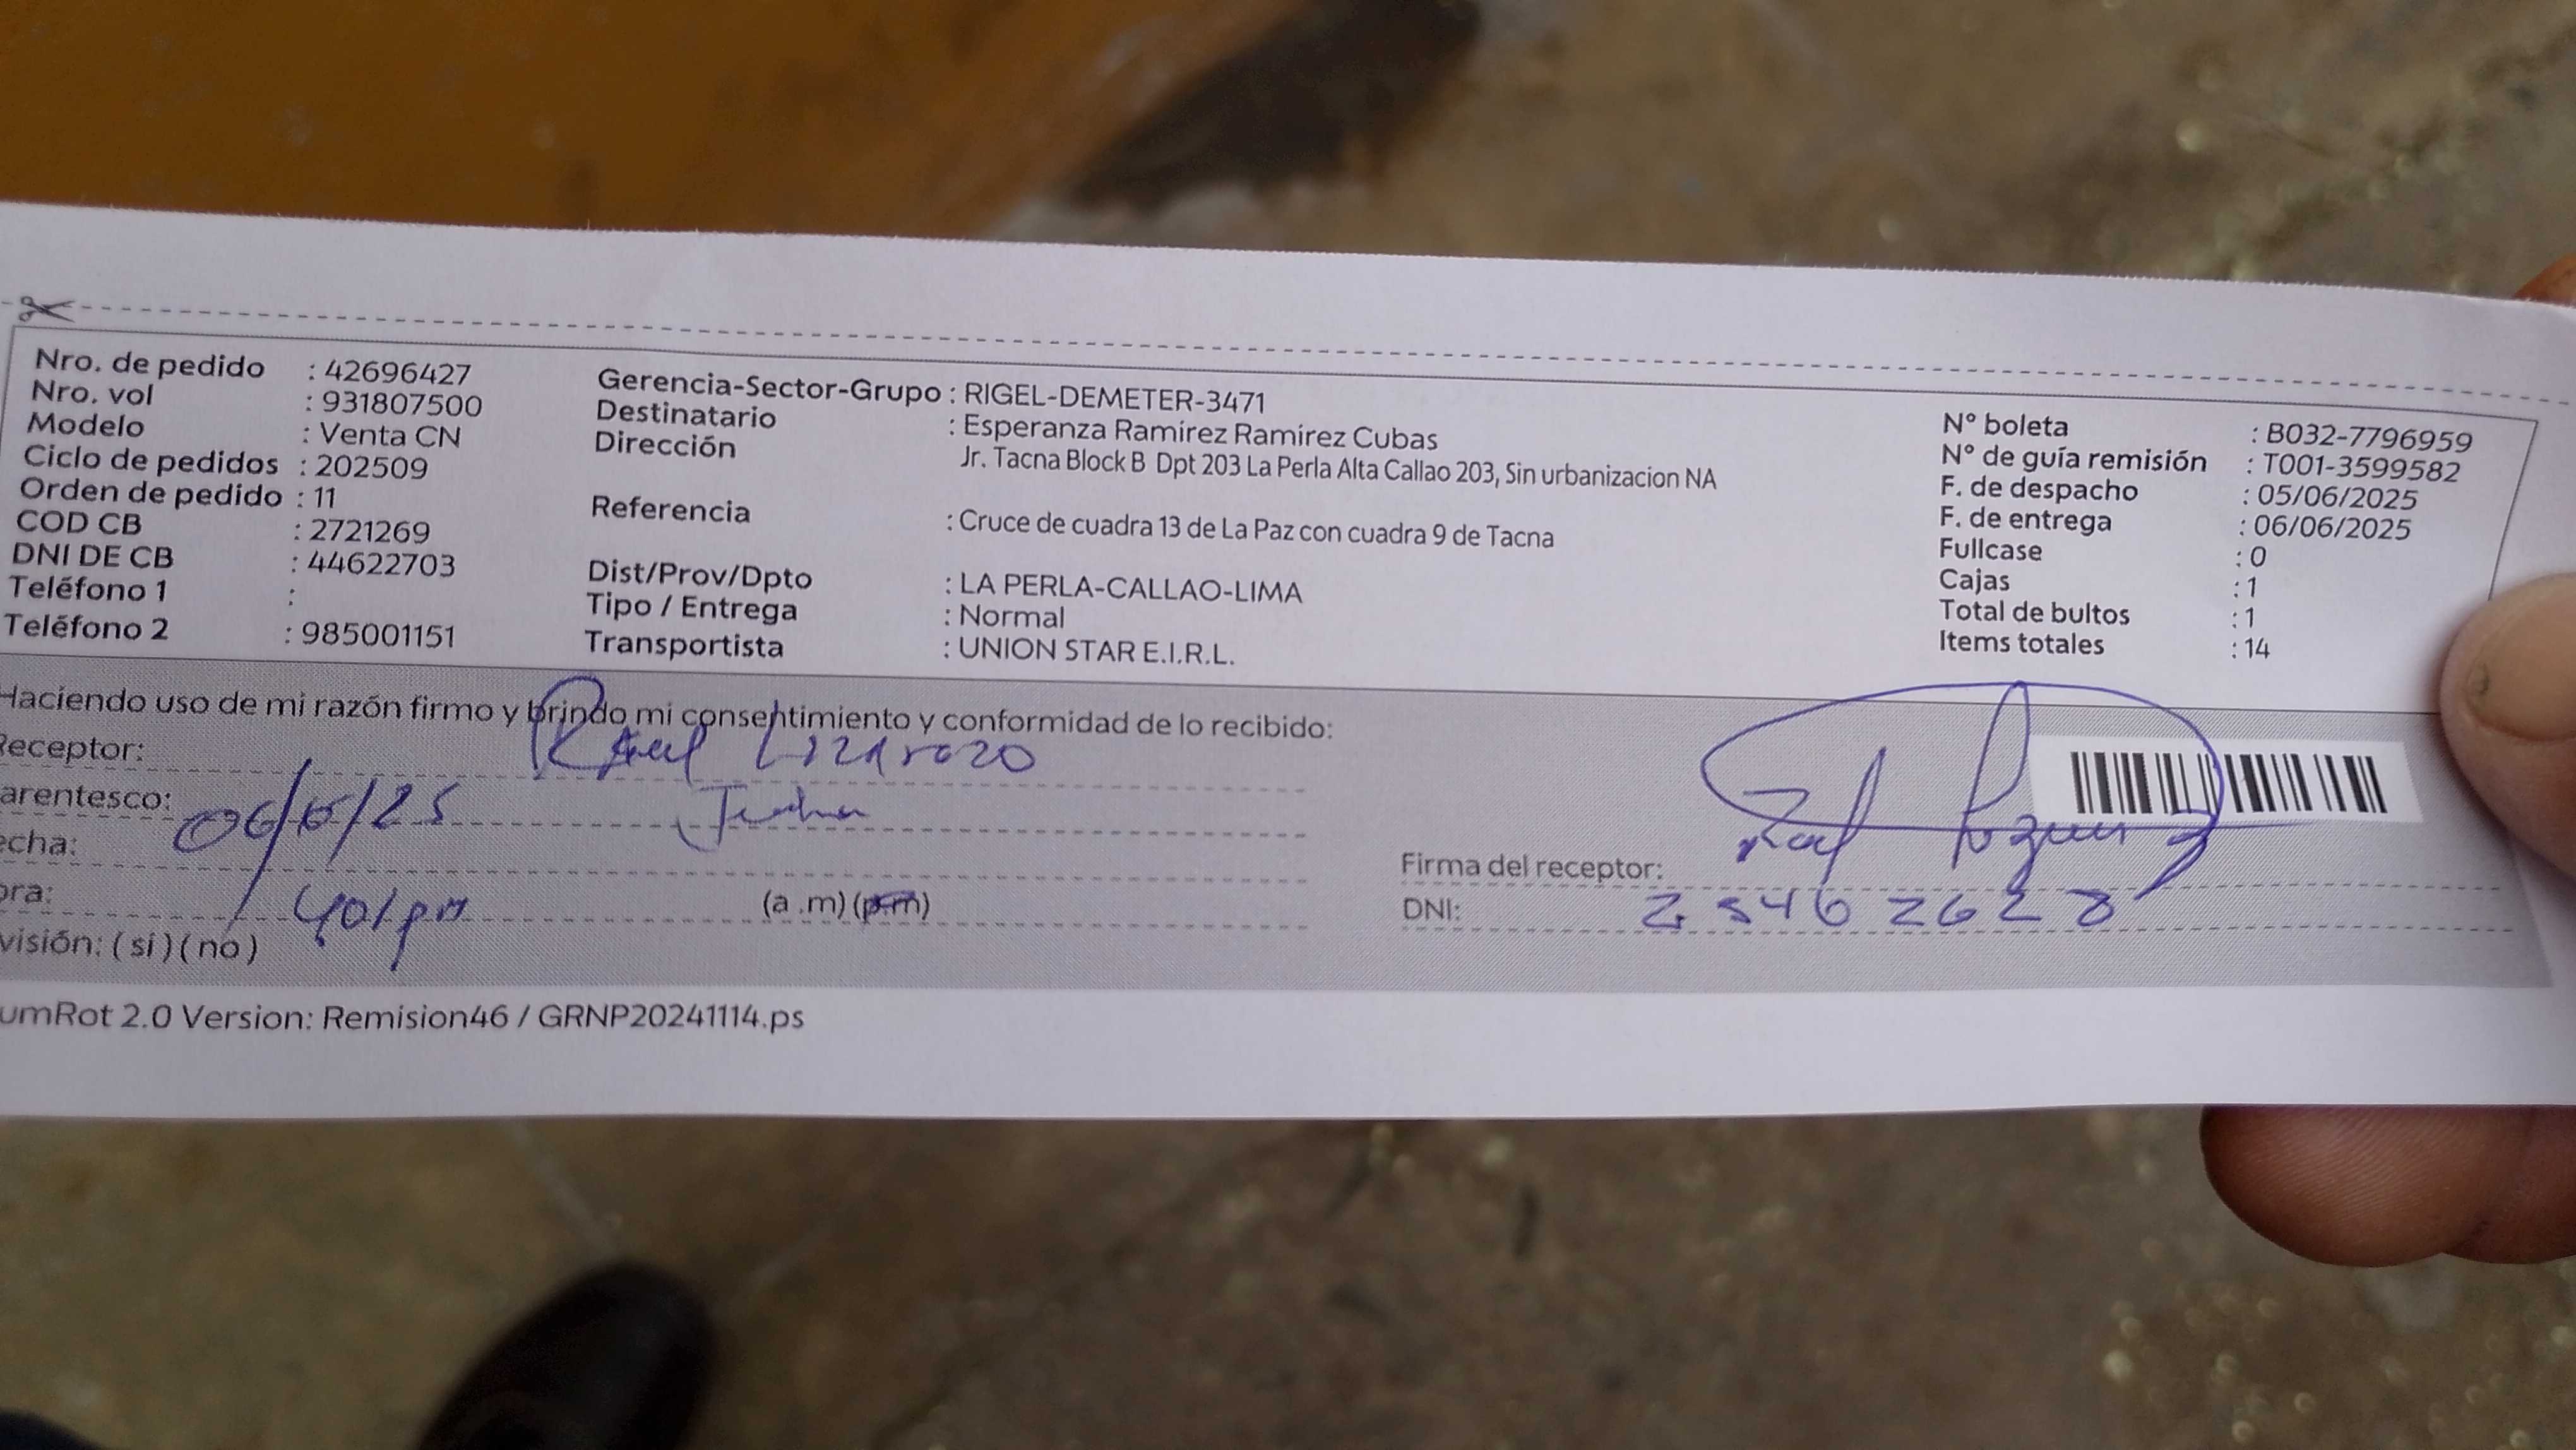 Nro. de pedido : 42696427
Nro. vol : 931807500
Modelo : Venta CN
Ciclo de pedidos : 202509
Orden de pedido : 11
COD CB : 2721269
DNI DE CB : 44622703
Teléfono 1 :
Teléfono 2 : 985001151
Gerencia-Sector-Grupo : RIGEL-DEMETER-3471
Destinatario : Esperanza Ramírez Ramírez Cubas
Dirección Jr. Tacna Block B Dpt 203 La Perla Alta Callao 203, Sin urbanizacion NA
Referencia : Cruce de cuadra 13 de La Paz con cuadra 9 de Tacna
Dist/Prov/Dpto : LA PERLA-CALLAO-LIMA
Tipo / Entrega : Normal
Transportista : UNION STAR E.I.R.L.
N° boleta : B032-7796959
N° de guía remisión : T001-3599582
F. de despacho : 05/06/2025
F. de entrega : 06/06/2025
Fullcase : 0
Cajas : 1
Total de bultos : 1
Items totales : 14
Haciendo uso de mi razón firmo y brindo mi consentimiento y conformidad de lo recibido:
Receptor: Lizarozo
arentesco:
echa: 06/6/25
ora: 401pm (a .m)(p.m)
visión: (si)(no)
Firma del receptor:
DNI: 25462628
umRot 2.0 Version: Remision46 / GRNP20241114.ps